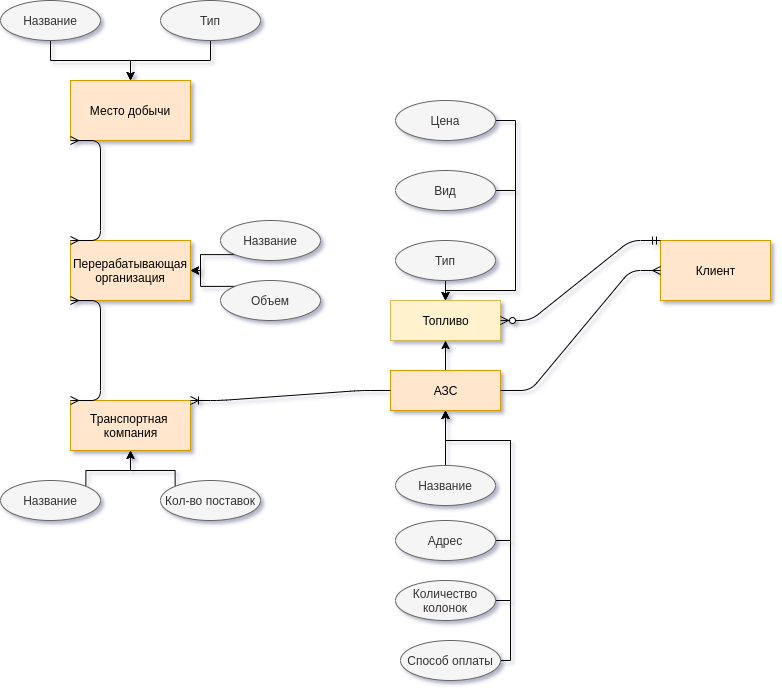 Название
Тип
Место добычи
Цена
Вид
Название
Перерабатывающая
организация
Тип
Клиент
Объем
Топливо
АЗС
Транспортная
компания
Название
Название
Кол-во поставок
Адрес
Количество
колонок
Способ оплаты